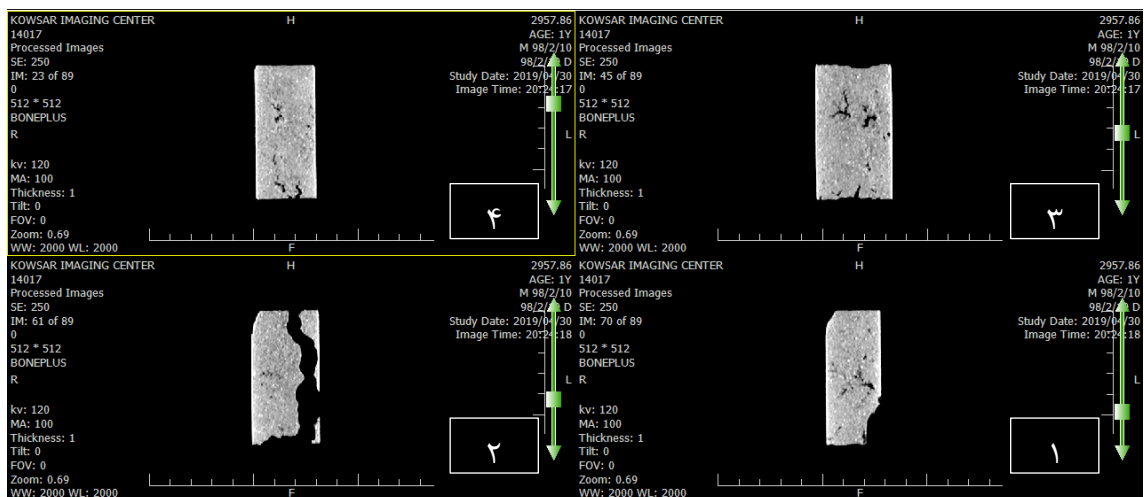 KOWSAR IMAGING CENTER
H
2957.86
14017
AGE: 1Y
Processed Images
M 98/2/10
SE: 250
IM: 23 of 89
Study Date: 2019/04/30
0
Image Time: 20:24:17
512 * 512
BONEPLUS
R
L
kv: 120
MA: 100
Thickness: 1
Tilt: 0
FOV: 0
Zoom: 0.69
WW: 2000 WL: 2000
F
۴
KOWSAR IMAGING CENTER
H
2957.86
14017
AGE: 1Y
Processed Images
M 98/2/10
SE: 250
IM: 45 of 89
Study Date: 2019/04/30
0
Image Time: 20:24:17
512 * 512
BONEPLUS
R
L
kv: 120
MA: 100
Thickness: 1
Tilt: 0
FOV: 0
Zoom: 0.69
WW: 2000 WL: 2000
F
۳
KOWSAR IMAGING CENTER
H
2957.86
14017
AGE: 1Y
Processed Images
M 98/2/10
SE: 250
IM: 61 of 89
Study Date: 2019/04/30
0
Image Time: 20:24:18
512 * 512
BONEPLUS
R
L
kv: 120
MA: 100
Thickness: 1
Tilt: 0
FOV: 0
Zoom: 0.69
WW: 2000 WL: 2000
F
۲
KOWSAR IMAGING CENTER
H
2957.86
14017
AGE: 1Y
Processed Images
M 98/2/10
SE: 250
IM: 70 of 89
Study Date: 2019/04/30
0
Image Time: 20:24:18
512 * 512
BONEPLUS
R
L
kv: 120
MA: 100
Thickness: 1
Tilt: 0
FOV: 0
Zoom: 0.69
WW: 2000 WL: 2000
F
۱